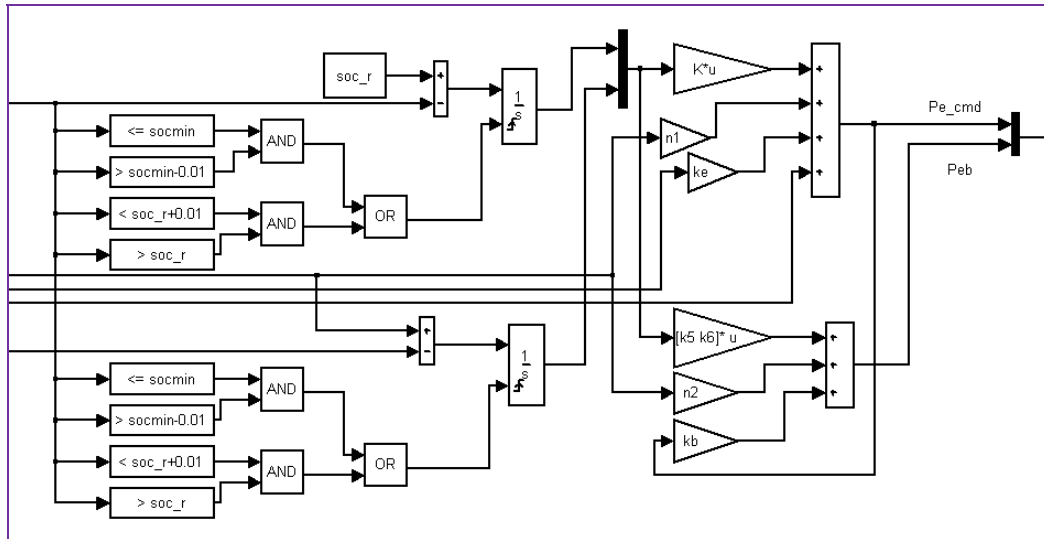 soc_r
+
-
1
s
<= socmin
> socmin-0.01
AND
< soc_r+0.01
> soc_r
AND
OR
K*u
n1
ke
+
+
+
+
Pe_cmd
Peb
+
-
1
s
<= socmin
> socmin-0.01
AND
< soc_r+0.01
> soc_r
AND
OR
[k5 k6]* u
n2
kb
+
+
+